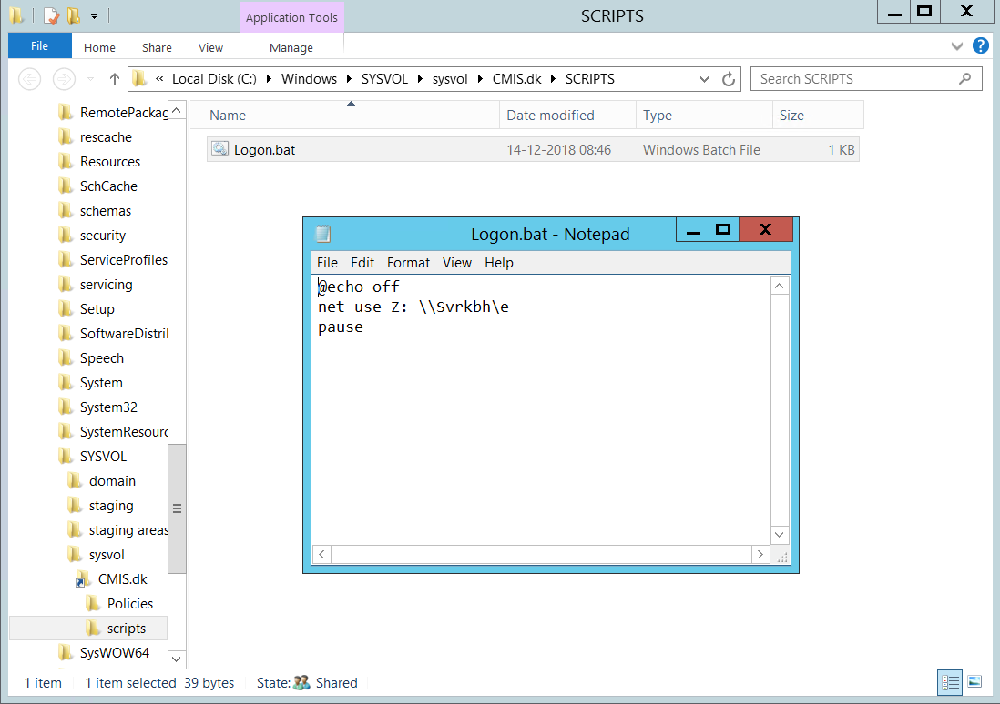 Application Tools
SCRIPTS
File Home Share View Manage
« Local Disk (C:) Windows SYSVOL sysvol CMIS.dk SCRIPTS
Search SCRIPTS
Name Date modified Type Size
Logon.bat 14-12-2018 08:46 Windows Batch File 1 KB
RemotePackag
rescache
Resources
SchCache
schemas
security
ServiceProfiles
servicing
Setup
SoftwareDistril
Speech
System
System32
SystemResourc
SYSVOL
domain
staging
staging areas
sysvol
CMIS.dk
Policies
scripts
SysWOW64
Logon.bat - Notepad
File Edit Format View Help
@echo off
net use Z: \\Svrkbh\e
pause
1 item 1 item selected 39 bytes State: Shared